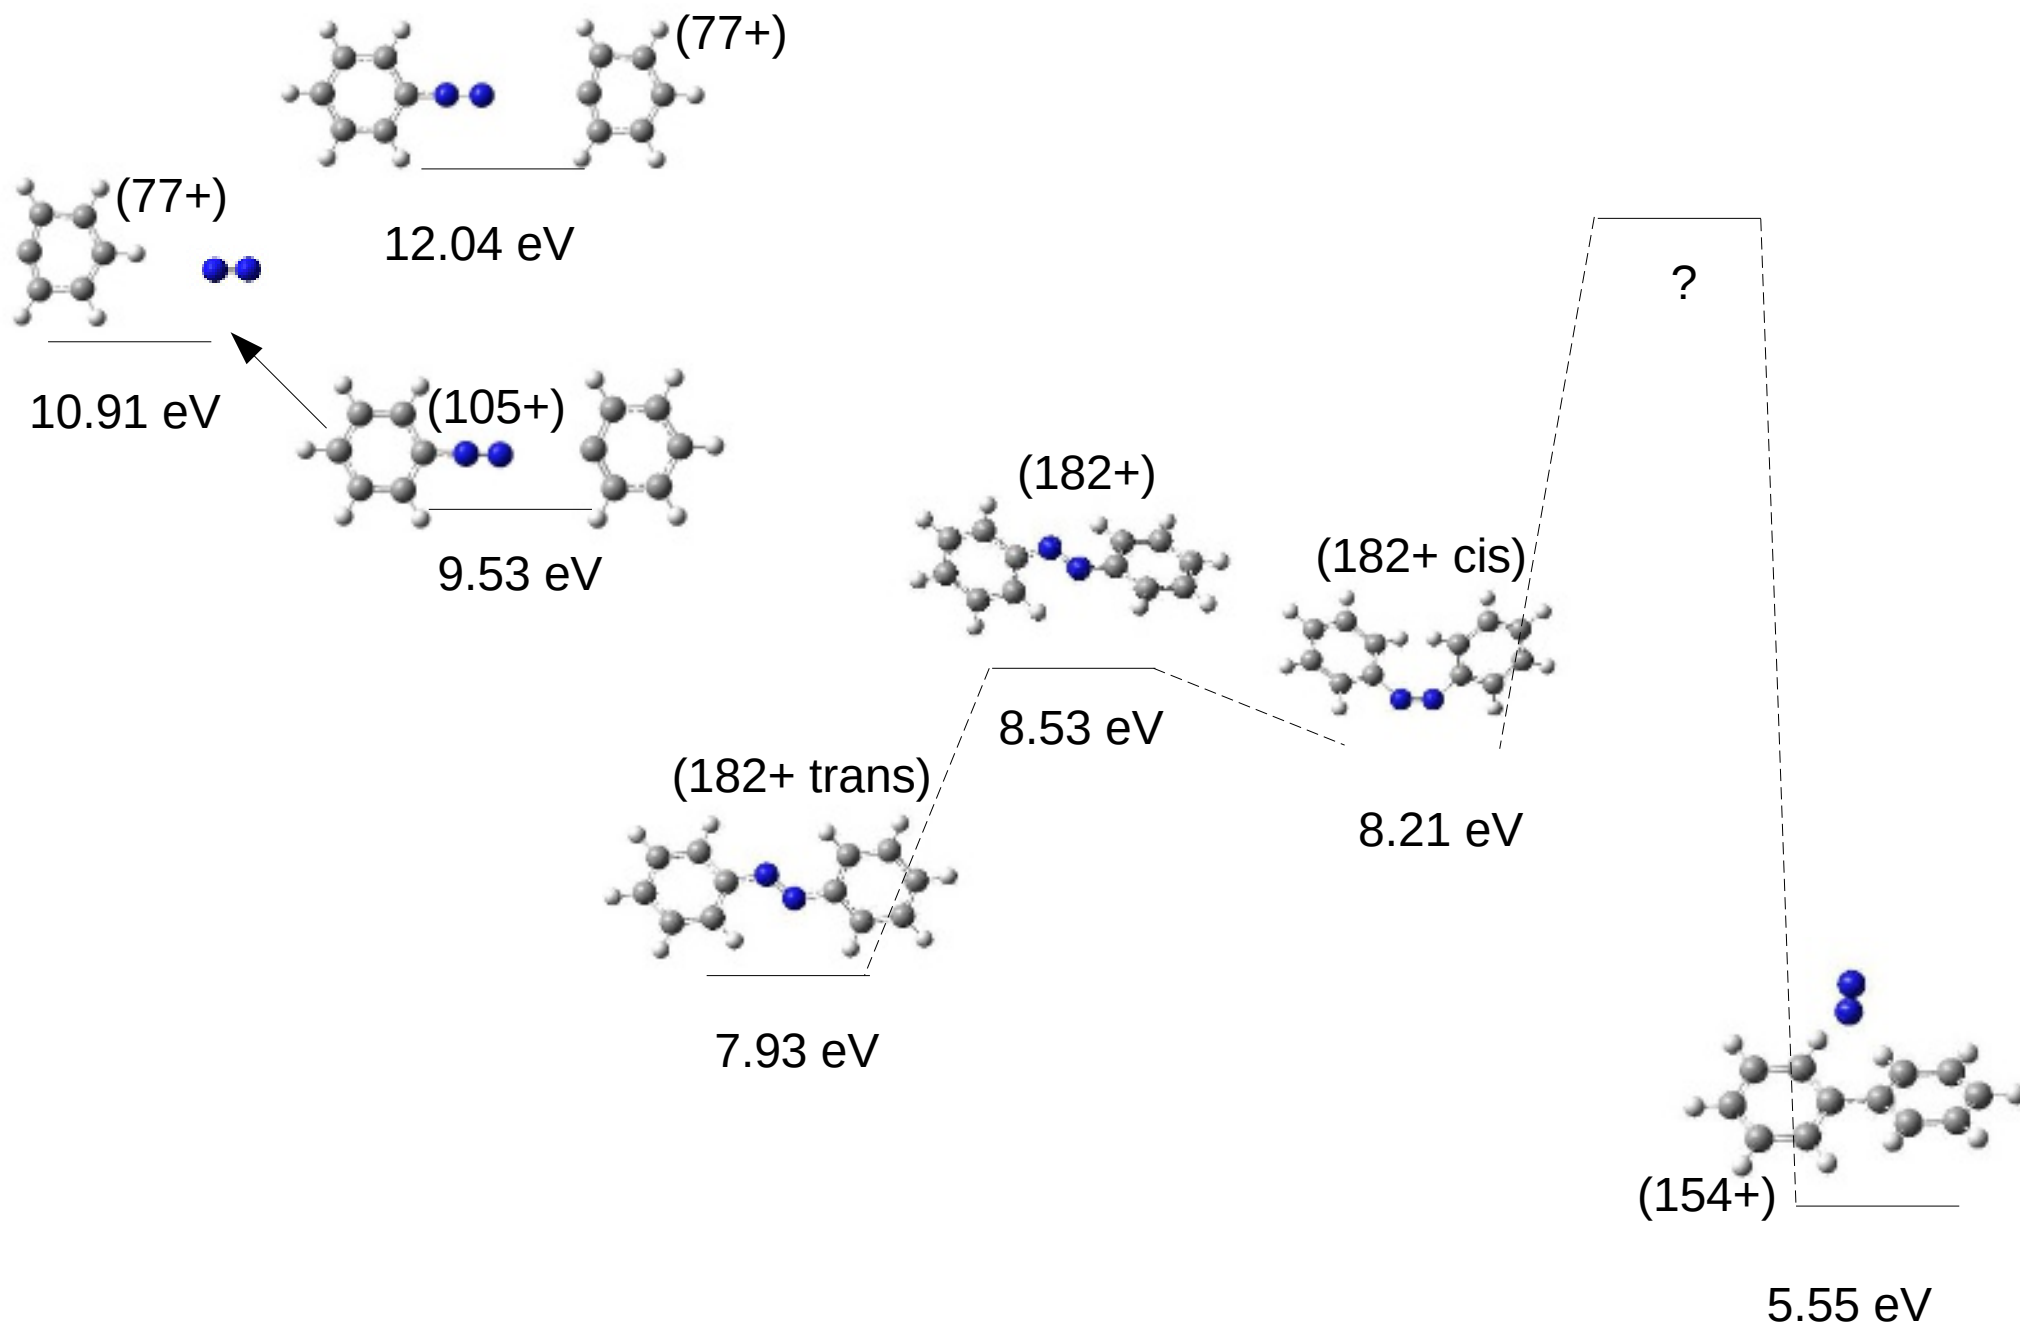 (77+)
(77+)
12.04 eV
?
10.91 eV
(105+)
(182+)
9.53 eV
(182+ cis)
8.53 eV
(182+ trans)
8.21 eV
7.93 eV
(154+)
5.55 eV